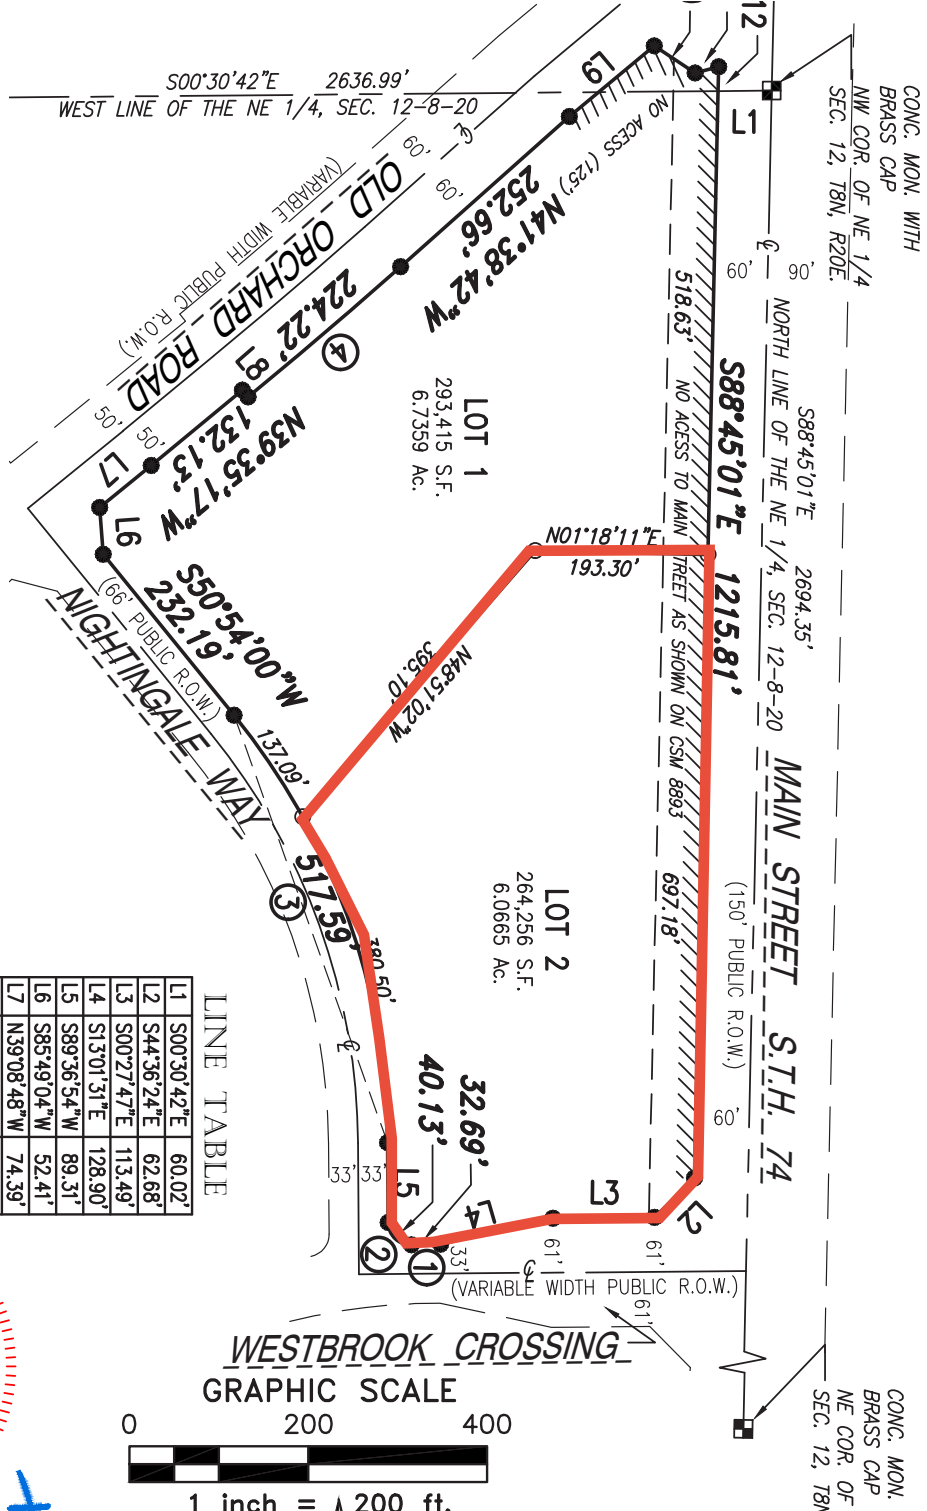 CONC. MON. WITH
BRASS CAP
NW COR. OF NE 1/4
SEC. 12, T8N, R20E.
12
L1
L9
S00°30'42"E 2636.99'
WEST LINE OF THE NE 1/4, SEC. 12-8-20
NO ACESS (125')
N41°38'42"W
252.66'
60'
60'
OLD ORCHARD ROAD
(VARIABLE WIDTH PUBLIC R.O.W.)
60' 90'
518.63'
NORTH LINE OF THE NE 1/4, SEC. 12-8-20
S88°45'01"E 2694.35'
S88°45'01"E 1215.81'
NO ACESS TO MAIN STREET AS SHOWN ON CSM 8893
224.22'
4
L8
N39°35'17"W
132.13'
50'
50'
L7
L6
LOT 1
293,415 S.F.
6.7359 Ac.
N01°18'11"E
193.30'
S50°54'00"W
232.19'
(66' PUBLIC R.O.W.)
NIGHTINGALE WAY
N48°51'02"W
395.10'
137.09'
517.59'
380.50'
3
MAIN STREET S.T.H. 74
(150' PUBLIC R.O.W.)
697.18'
60'
LOT 2
264,256 S.F.
6.0665 Ac.
40.13'
32.69'
33' 33'
L5
L4
L3
L2
2
1
33'
61'
61'
61'
(VARIABLE WIDTH PUBLIC R.O.W.)
WESTBROOK CROSSING
LINE TABLE
L1 S00°30'42"E 60.02'
L2 S44°36'24"E 62.68'
L3 S00°27'47"E 113.49'
L4 S13°01'31"E 128.90'
L5 S89°36'54"W 89.31'
L6 S85°49'04"W 52.41'
L7 N39°08'48"W 74.39'
CONC. MON.
BRASS CAP
NE COR. OF
SEC. 12, T8N
GRAPHIC SCALE
0 200 400
1 inch = 200 ft.